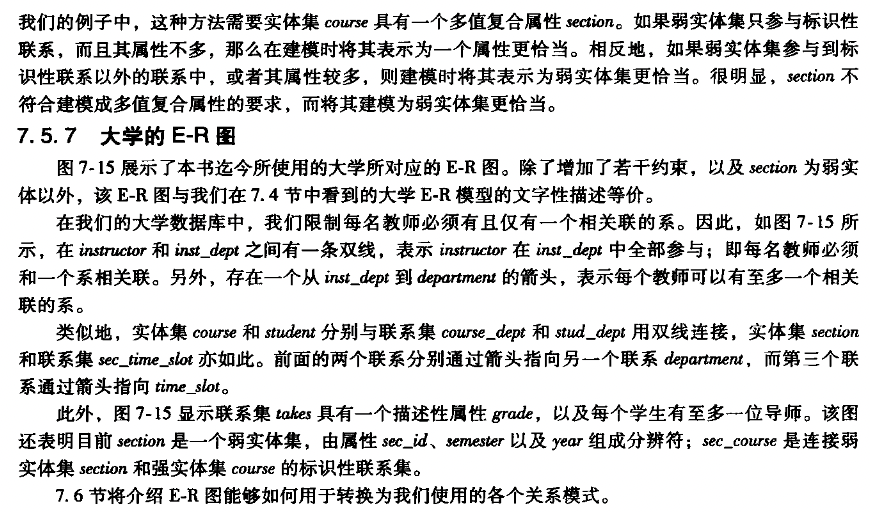 我们的例子中，这种方法需要实体集 course 具有一个多值复合属性 section。如果弱实体集只参与标识性
联系，而且其属性不多，那么在建模时将其表示为一个属性更恰当。相反地，如果弱实体集参与到标
识性联系以外的联系中，或者其属性较多，则建模时将其表示为弱实体集更恰当。很明显，section 不
符合建模成多值复合属性的要求，而将其建模为弱实体集更恰当。
7.5.7 大学的 E-R 图
图 7-15 展示了本书迄今所使用的大学所对应的 E-R 图。除了增加了若干约束，以及 section 为弱实
体以外，该 E-R 图与我们在 7.4 节中看到的大学 E-R 模型的文字性描述等价。
在我们的大学数据库中，我们限制每名教师必须有且仅有一个相关联的系。因此，如图 7-15 所
示，在 instructor 和 inst_dept 之间有一条双线，表示 instructor 在 inst_dept 中全部参与；即每名教师必须
和一个系相关联。另外，存在一个从 inst_dept 到 department 的箭头，表示每个教师可以有至多一个相关
联的系。
类似地，实体集 course 和 student 分别与联系集 course_dept 和 stud_dept 用双线连接，实体集 section
和联系集 sec_time_slot 亦如此。前面的两个联系分别通过箭头指向另一个联系 department，而第三个联
系通过箭头指向 time_slot。
此外，图 7-15 显示联系集 takes 具有一个描述性属性 grade，以及每个学生有至多一位导师。该图
还表明目前 section 是一个弱实体集，由属性 sec_id、semester 以及 year 组成分辨符；sec_course 是连接弱
实体集 section 和强实体集 course 的标识性联系集。
7.6 节将介绍 E-R 图能够如何用于转换为我们使用的各个关系模式。